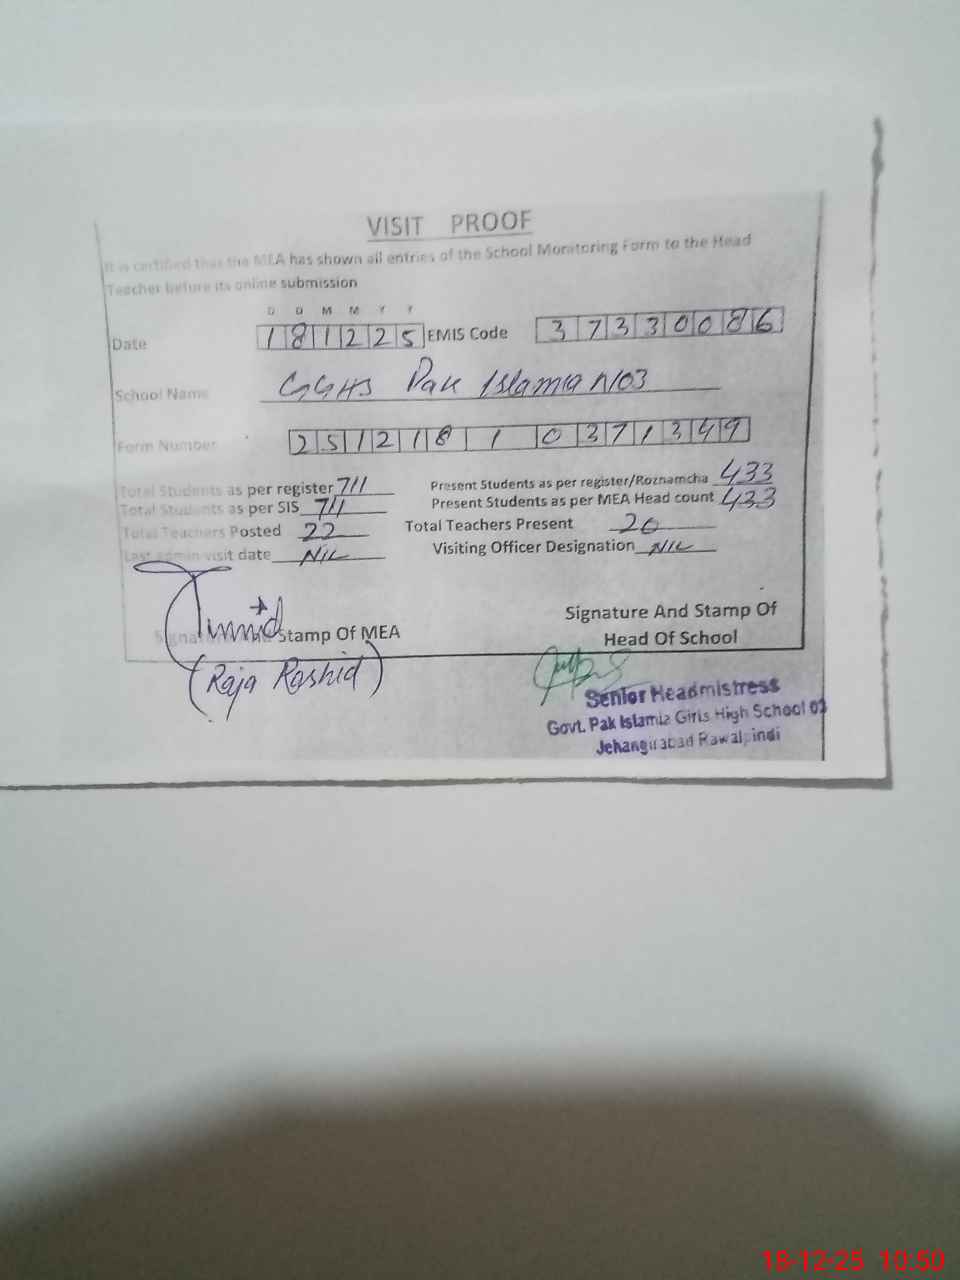 VISIT PROOF
It is certified that the MEA has shown all entries of the School Monitoring Form to the Head
Teacher before its online submission
D D M M Y Y
Date 181225 EMIS Code 37330086
School Name GGHS Pak Islamia No3
Form Number 251218 1 0371349
Total Students as per register 711 Present Students as per register/Roznamcha 433
Total Students as per SIS 711 Present Students as per MEA Head count 433
Total Teachers Posted 22 Total Teachers Present 20
Last admin visit date Nil Visiting Officer Designation Nil
Signature And Stamp Of MEA Signature And Stamp Of
Head Of School
(Raja Rashid)
Senior Headmistress
Govt. Pak Islamia Girls High School 03
Jehangirabad Rawalpindi
18-12-25 10:50